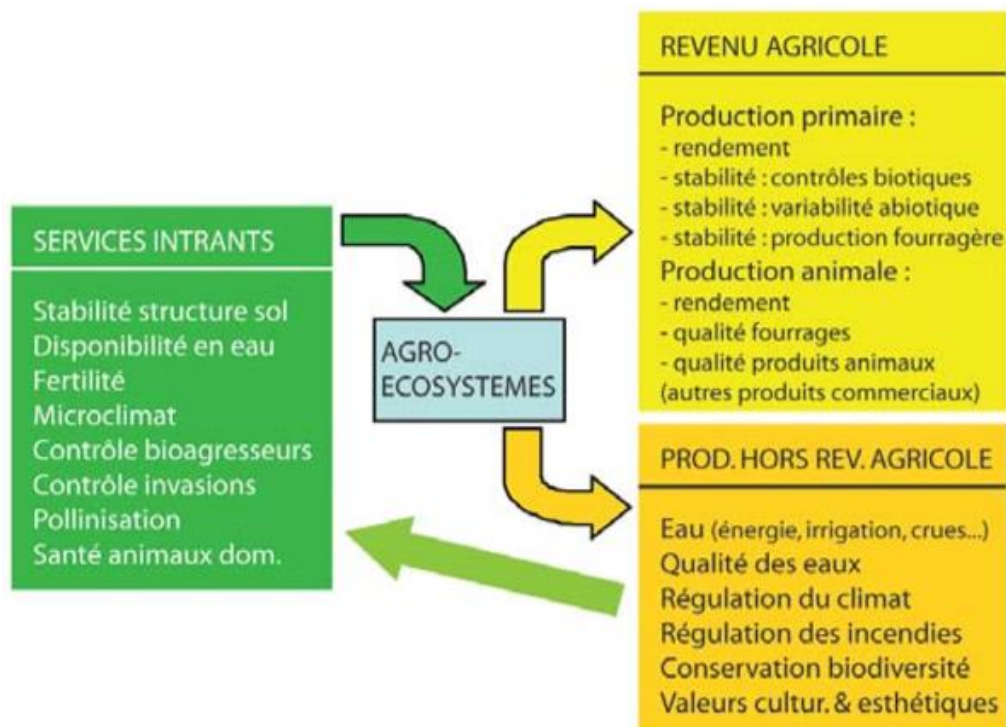 SERVICES INTRANTS
Stabilité structure sol
Disponibilité en eau
Fertilité
Microclimat
Contrôle bioagresseurs
Contrôle invasions
Pollinisation
Santé animaux dom.
AGRO-
ECOSYSTEMES
REVENU AGRICOLE
Production primaire :
- rendement
- stabilité : contrôles biotiques
- stabilité : variabilité abiotique
- stabilité : production fourragère
Production animale :
- rendement
- qualité fourrages
- qualité produits animaux
(autres produits commerciaux)
PROD. HORS REV. AGRICOLE
Eau (énergie, irrigation, crues...)
Qualité des eaux
Régulation du climat
Régulation des incendies
Conservation biodiversité
Valeurs cultur. & esthétiques